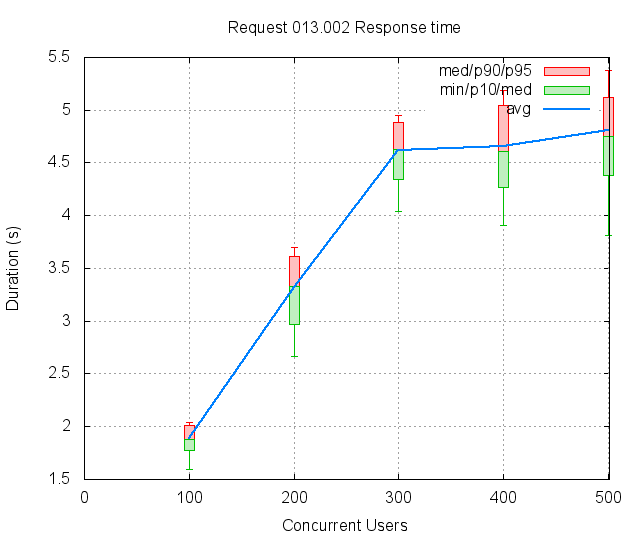 Request 013.002 Response time
med/p90/p95
min/p10/med
avg
5.5
5
4.5
4
3.5
3
2.5
2
1.5
Duration (s)
0 100 200 300 400 500
Concurrent Users